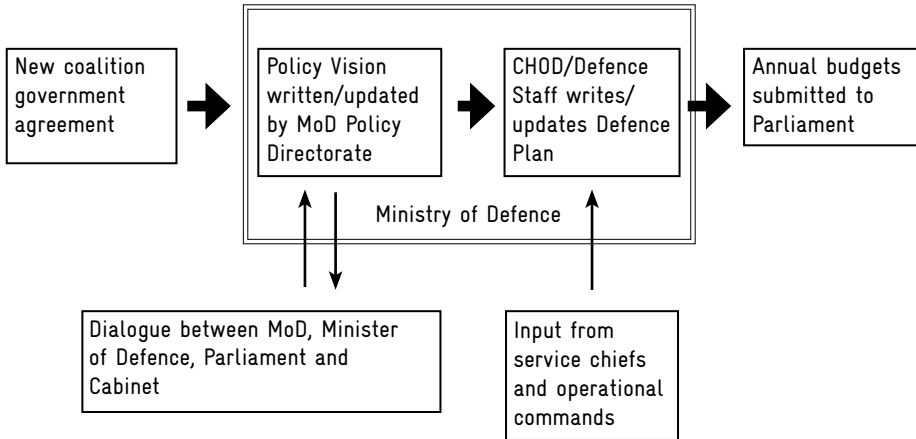 New coalition
government
agreement
Policy Vision
written/updated
by MoD Policy
Directorate
CHOD/Defence
Staff writes/
updates Defence
Plan
Annual budgets
submitted to
Parliament
Ministry of Defence
Dialogue between MoD, Minister
of Defence, Parliament and
Cabinet
Input from
service chiefs
and operational
commands